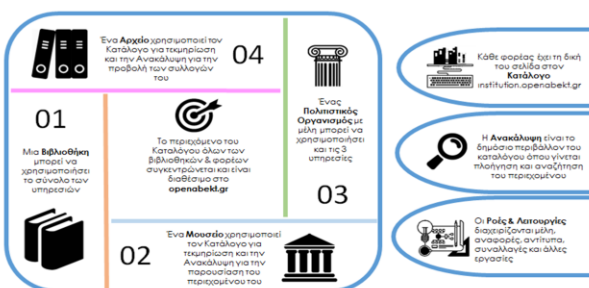 01
Μια Βιβλιοθήκη
μπορεί να
χρησιμοποιήσει
το σύνολο των
υπηρεσιών
Ένα Μουσείο χρησιμοποιεί
τον Κατάλογο για
τεκμηρίωση και την
Ανακάλυψη για την
παρουσίαση του
περιεχομένου του
02
Ένας
Πολιτιστικός
Οργανισμός με
μέλη μπορεί να
χρησιμοποιήσει
και τις 3
υπηρεσίες
03
Ένα Αρχείο χρησιμοποιεί τον
Κατάλογο για τεκμηρίωση
και την Ανακάλυψη για την
προβολή των συλλογών
του
04
Το περιεχόμενο του
Καταλόγου όλων των
βιβλιοθηκών & φορέων
συγκεντρώνεται και είναι
διαθέσιμο στο
openabekt.gr
Κάθε φορέας έχει τη δική
του σελίδα στον
Κατάλογο
institution.openabekt.gr
Η Ανακάλυψη είναι το
δημόσιο περιβάλλον του
καταλόγου όπου γίνεται
πλοήγηση και αναζήτηση
του περιεχομένου
Οι Ροές & Λειτουργίες
διαχειρίζονται μέλη,
αναφορές, αντίτυπα,
συναλλαγές και άλλες
εργασίες